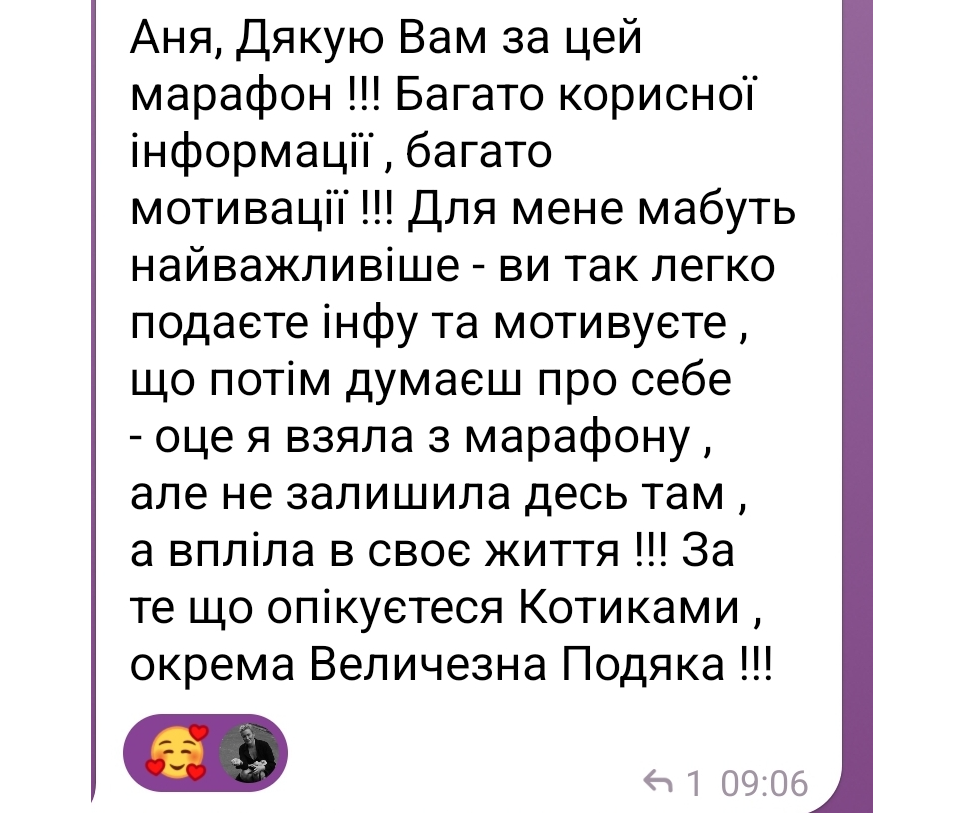 Аня, Дякую Вам за цей
марафон !!! Багато корисної
інформації , багато
мотивації !!! Для мене мабуть
найважливіше - ви так легко
подаєте інфу та мотивуєте ,
що потім думаєш про себе
- оце я взяла з марафону ,
але не залишила десь там ,
а впліла в своє життя !!! За
те що опікуєтеся Котиками ,
окрема Величезна Подяка !!!
1 09:06